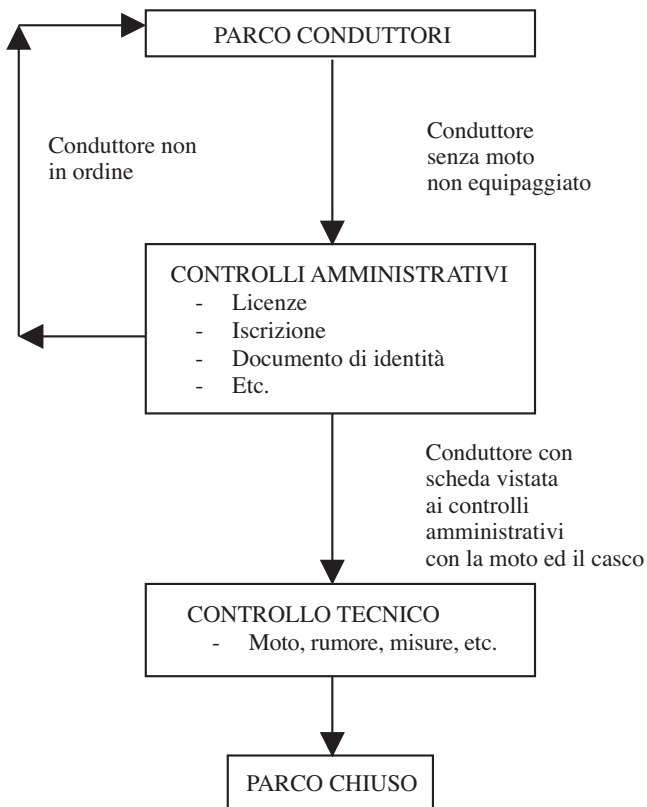 PARCO CONDUTTORI
Conduttore non
in ordine
Conduttore
senza moto
non equipaggiato
CONTROLLI AMMINISTRATIVI
- Licenze
- Iscrizione
- Documento di identità
- Etc.
Conduttore con
scheda vistata
ai controlli
amministrativi
con la moto ed il casco
CONTROLLO TECNICO
- Moto, rumore, misure, etc.
PARCO CHIUSO